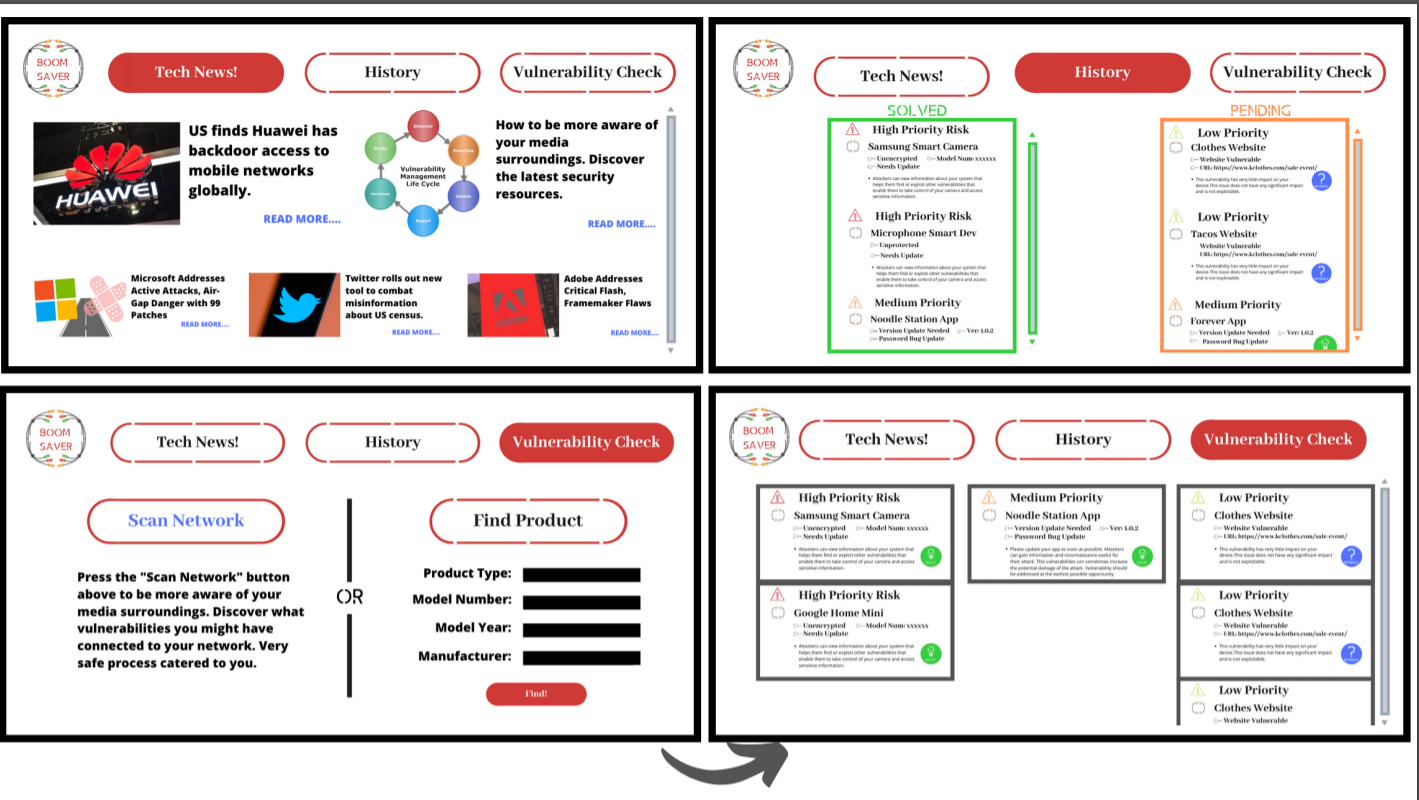 BOOM
SAVER
Tech News!
History
Vulnerability Check
HUAWEI
US finds Huawei has
backdoor access to
mobile networks
globally.
READ MORE....
Discover
Prioritize
Assess
Report
Remediate
Verify
Vulnerability
Management
Life Cycle
How to be more aware of
your media
surroundings. Discover
the latest security
resources.
READ MORE....
Microsoft Addresses
Active Attacks, Air-
Gap Danger with 99
Patches
READ MORE....
Twitter rolls out new
tool to combat
misinformation
about US census.
READ MORE....
Adobe
Adobe Addresses
Critical Flash,
Framemaker Flaws
READ MORE....
BOOM
SAVER
Tech News!
History
Vulnerability Check
SOLVED
High Priority Risk
Samsung Smart Camera
Unencrypted Model Num: xxxxxx
Needs Update
• Attackers can view information about your system that
helps them find or exploit other vulnerabilities that
enable them to take control of your camera and access
sensitive information.
High Priority Risk
Microphone Smart Dev
Unprotected
Needs Update
• Attackers can view information about your system that
helps them find or exploit other vulnerabilities that
enable them to take control of your camera and access
sensitive information.
Medium Priority
Noodle Station App
Version Update Needed Ver: 1.0.2
Password Bug Update
PENDING
Low Priority
Clothes Website
Website Vulnerable
URL: https://www.kclothes.com/sale-event/
• This vulnerability has very little impact on your
device.This issue does not have any significant impact
and is not exploitable.
?
Low Priority
Tacos Website
Website Vulnerable
URL: https://www.kclothes.com/sale-event/
• This vulnerability has very little impact on your
device.This issue does not have any significant impact
and is not exploitable.
?
Medium Priority
Forever App
Version Update Needed Ver: 1.0.2
Password Bug Update
BOOM
SAVER
Tech News!
History
Vulnerability Check
Scan Network
Press the "Scan Network" button
above to be more aware of your
media surroundings. Discover what
vulnerabilities you might have
connected to your network. Very
safe process catered to you.
OR
Find Product
Product Type:
Model Number:
Model Year:
Manufacturer:
Find!
BOOM
SAVER
Tech News!
History
Vulnerability Check
High Priority Risk
Samsung Smart Camera
Unencrypted Model Num: xxxxxx
Needs Update
• Attackers can view information about your system that
helps them find or exploit other vulnerabilities that
enable them to take control of your camera and access
sensitive information.
High Priority Risk
Google Home Mini
Unencrypted Model Num: xxxxxx
Needs Update
• Attackers can view information about your system that
helps them find or exploit other vulnerabilities that
enable them to take control of your camera and access
sensitive information.
Medium Priority
Noodle Station App
Version Update Needed Ver: 1.0.2
Password Bug Update
• Please update your app as soon as possible. Attackers
can gain information and reconnaissance useful for
their attack. This vulnerabilities can sometimes increase
the potential damage of the attack. Vulnerability should
be addressed at the earliest possible opportunity.
Low Priority
Clothes Website
Website Vulnerable
URL: https://www.kclothes.com/sale-event/
• This vulnerability has very little impact on your
device.This issue does not have any significant impact
and is not exploitable.
?
Low Priority
Clothes Website
Website Vulnerable
URL: https://www.kclothes.com/sale-event/
• This vulnerability has very little impact on your
device.This issue does not have any significant impact
and is not exploitable.
?
Low Priority
Clothes Website
Website Vulnerable